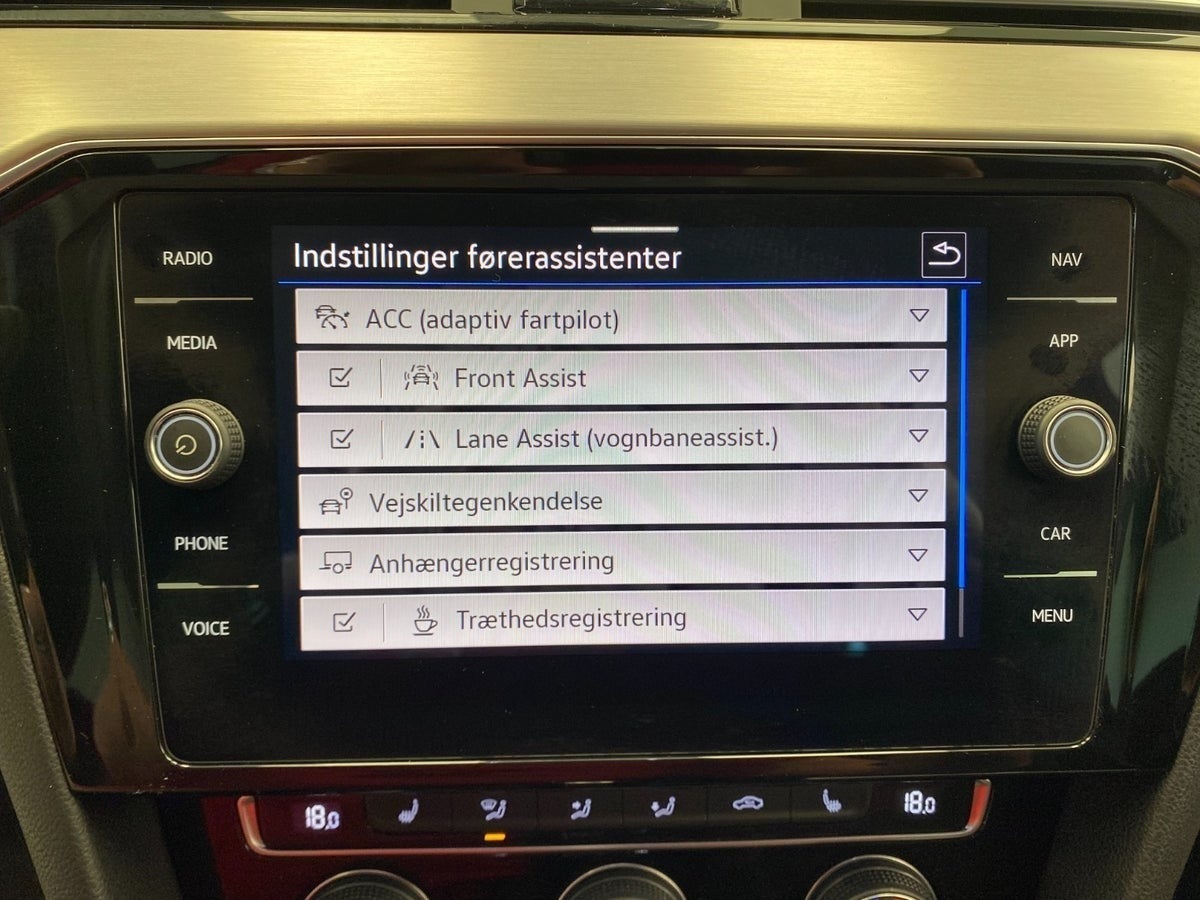 Indstillinger førerassistenter
RADIO
NAV
ACC (adaptiv fartpilot)
MEDIA
APP
Front Assist
Lane Assist (vognbaneassist.)
Vejskiltegenkendelse
PHONE
CAR
Anhængerregistrering
VOICE
Træthedsregistrering
MENU
18.0
18.0